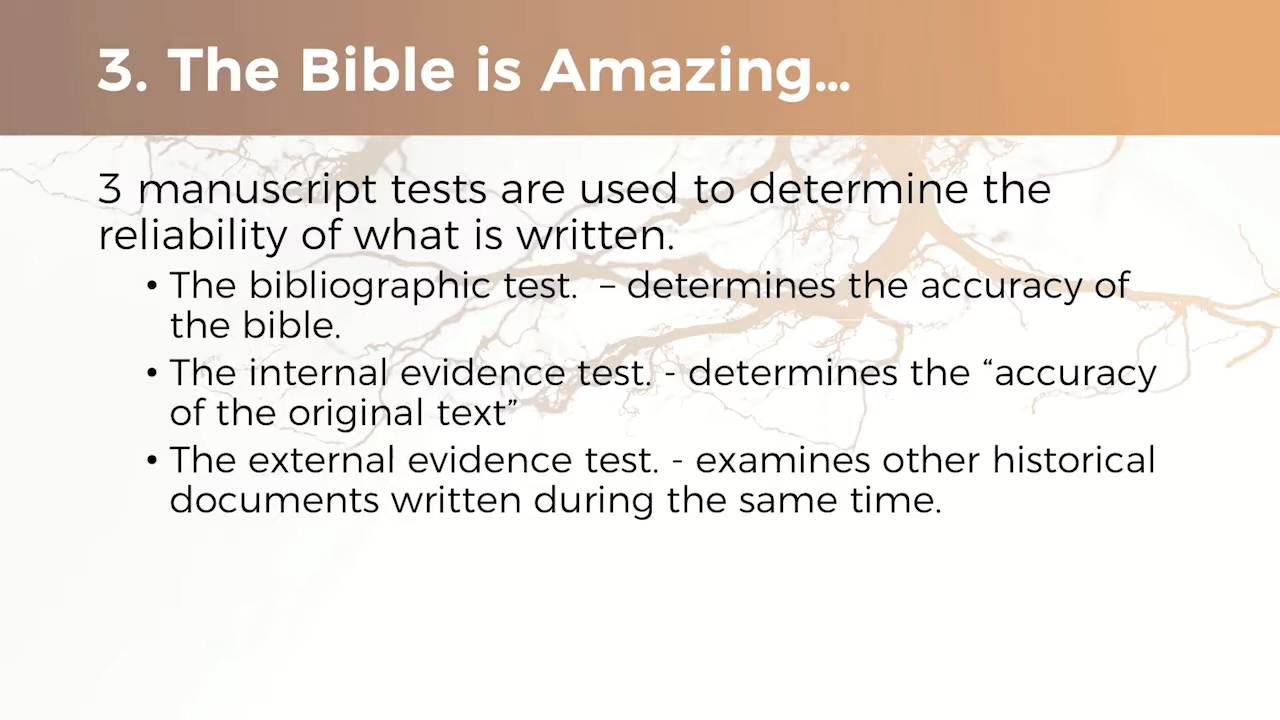 3. The Bible is Amazing...
3 manuscript tests are used to determine the
reliability of what is written.
• The bibliographic test.  – determines the accuracy of
the bible.
• The internal evidence test. - determines the “accuracy
of the original text”
• The external evidence test. - examines other historical
documents written during the same time.